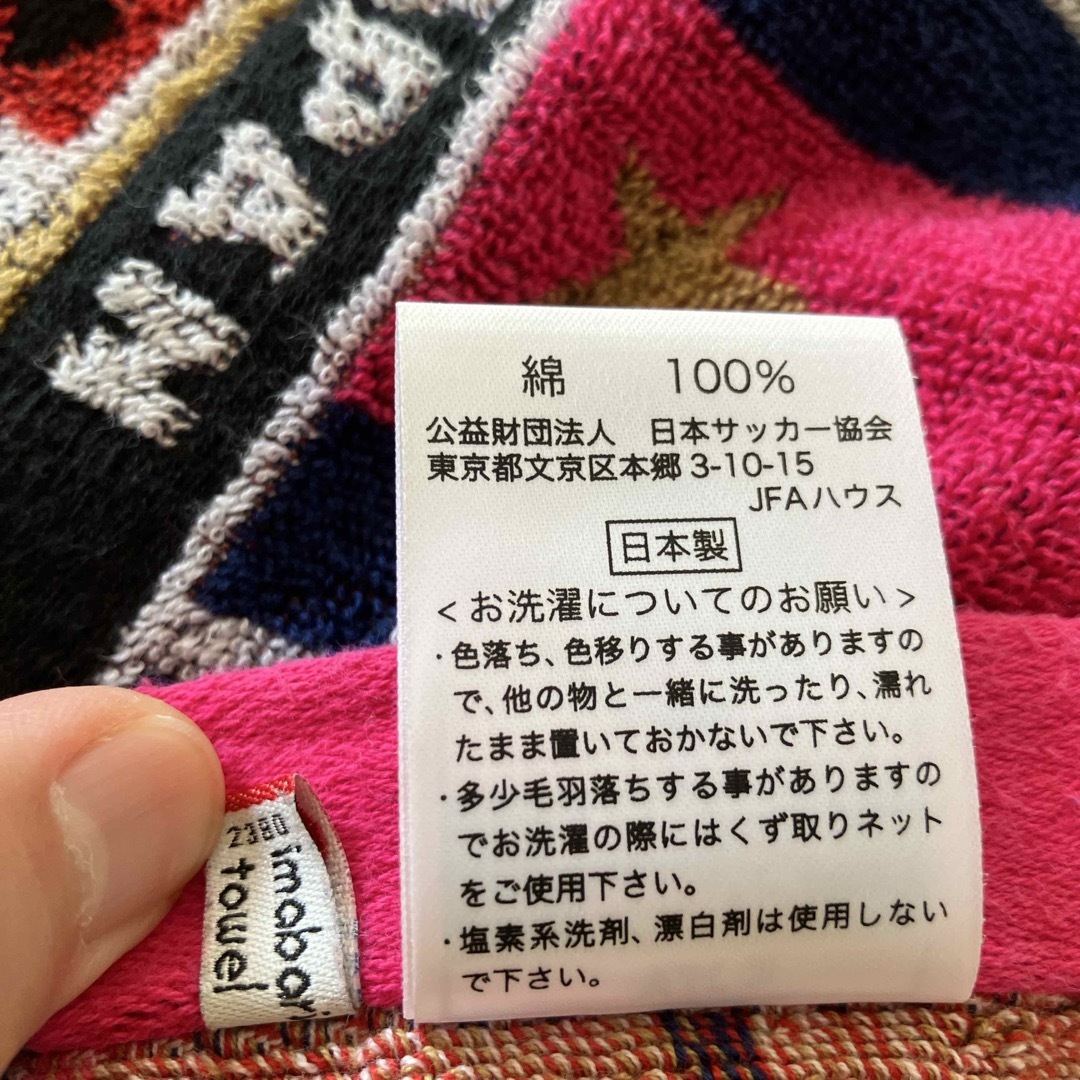 綿 100%
公益財団法人 日本サッカー協会
東京都文京区本郷3-10-15
JFAハウス
日本製
<お洗濯についてのお願い>
・色落ち、色移りする事がありますの
で、他の物と一緒に洗ったり、濡れ
たまま置いておかないで下さい。
・多少毛羽落ちする事がありますの
でお洗濯の際にはくず取りネット
をご使用下さい。
・塩素系洗剤、漂白剤は使用しない
で下さい。
2380
imabari
towel